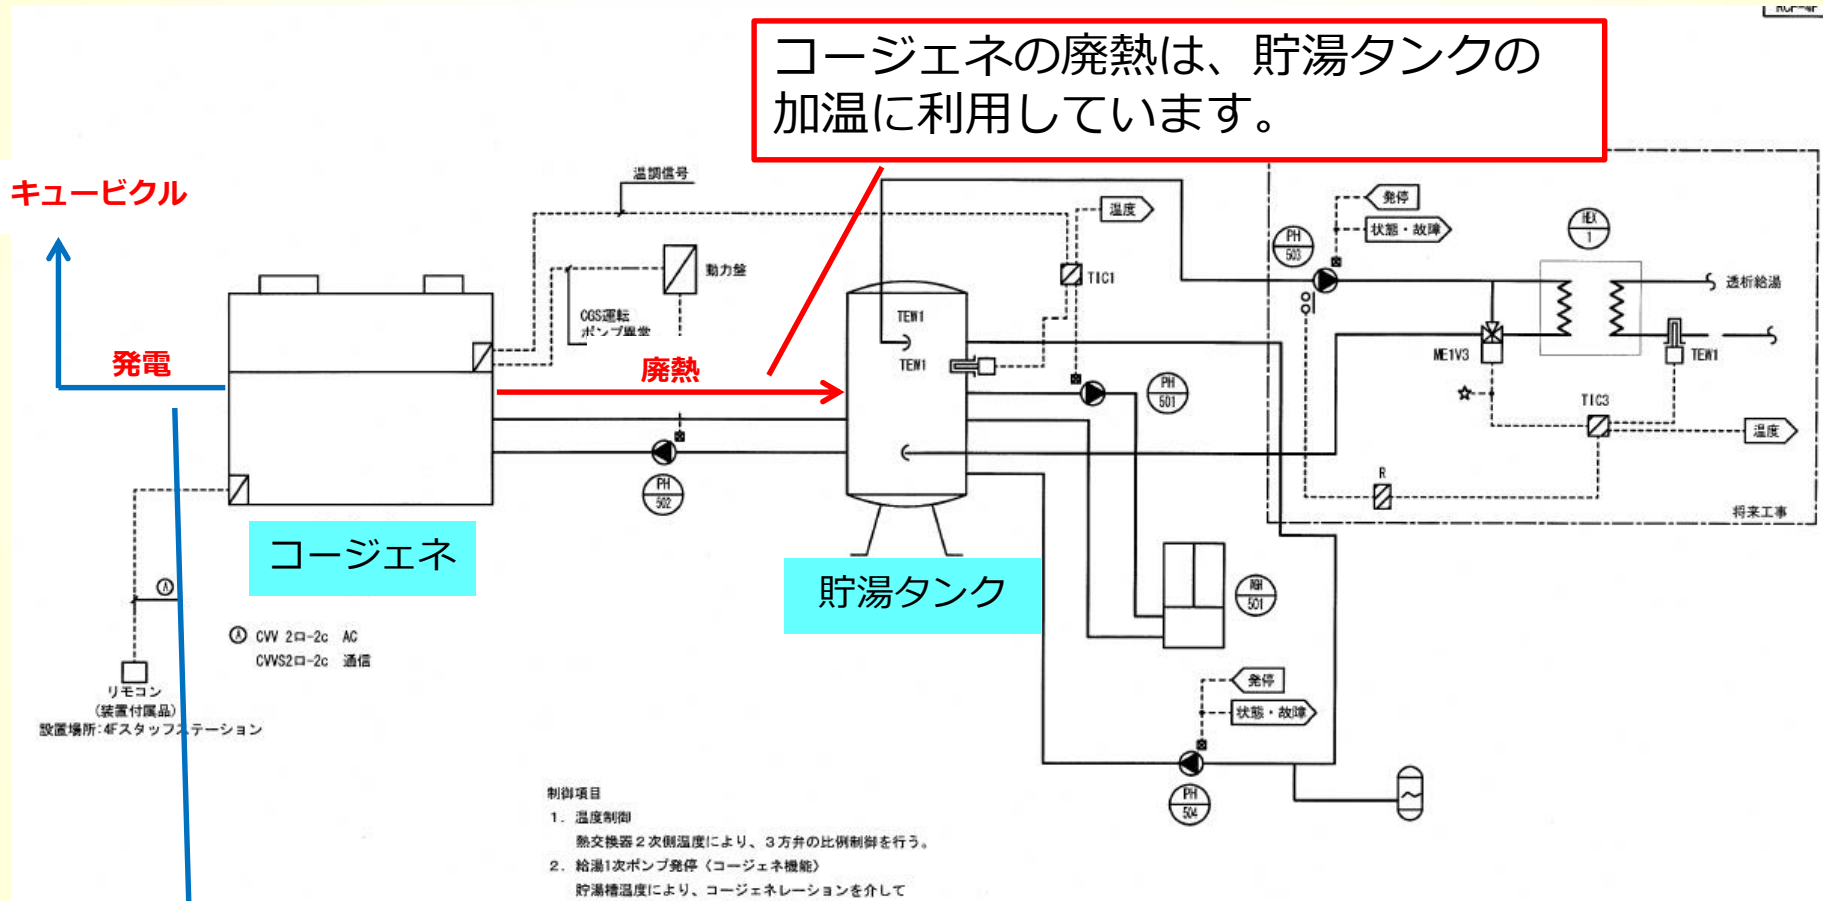 コージェネの廃熱は、貯湯タンクの
加温に利用しています。
キュービクル
発電
廃熱
コージェネ
貯湯タンク
温調信号
動力盤
CGS運転
ポンプ異常
温度
TIC1
TEW1
TEW1
PH
501
PH
502
PH
503
発停
状態・故障
HEX
1
透析給湯
ME1V3
TEW1
TIC3
温度
R
将来工事
501
発停
状態・故障
PH
504
A
A CVV 2□-2c AC
CVVS2□-2c 通信
リモコン
(装置付属品)
設置場所:4Fスタッフステーション
制御項目
1. 温度制御
熱交換器2次側温度により、3方弁の比例制御を行う。
2. 給湯1次ポンプ発停〈コージェネ機能〉
貯湯槽温度により、コージェネレーションを介して